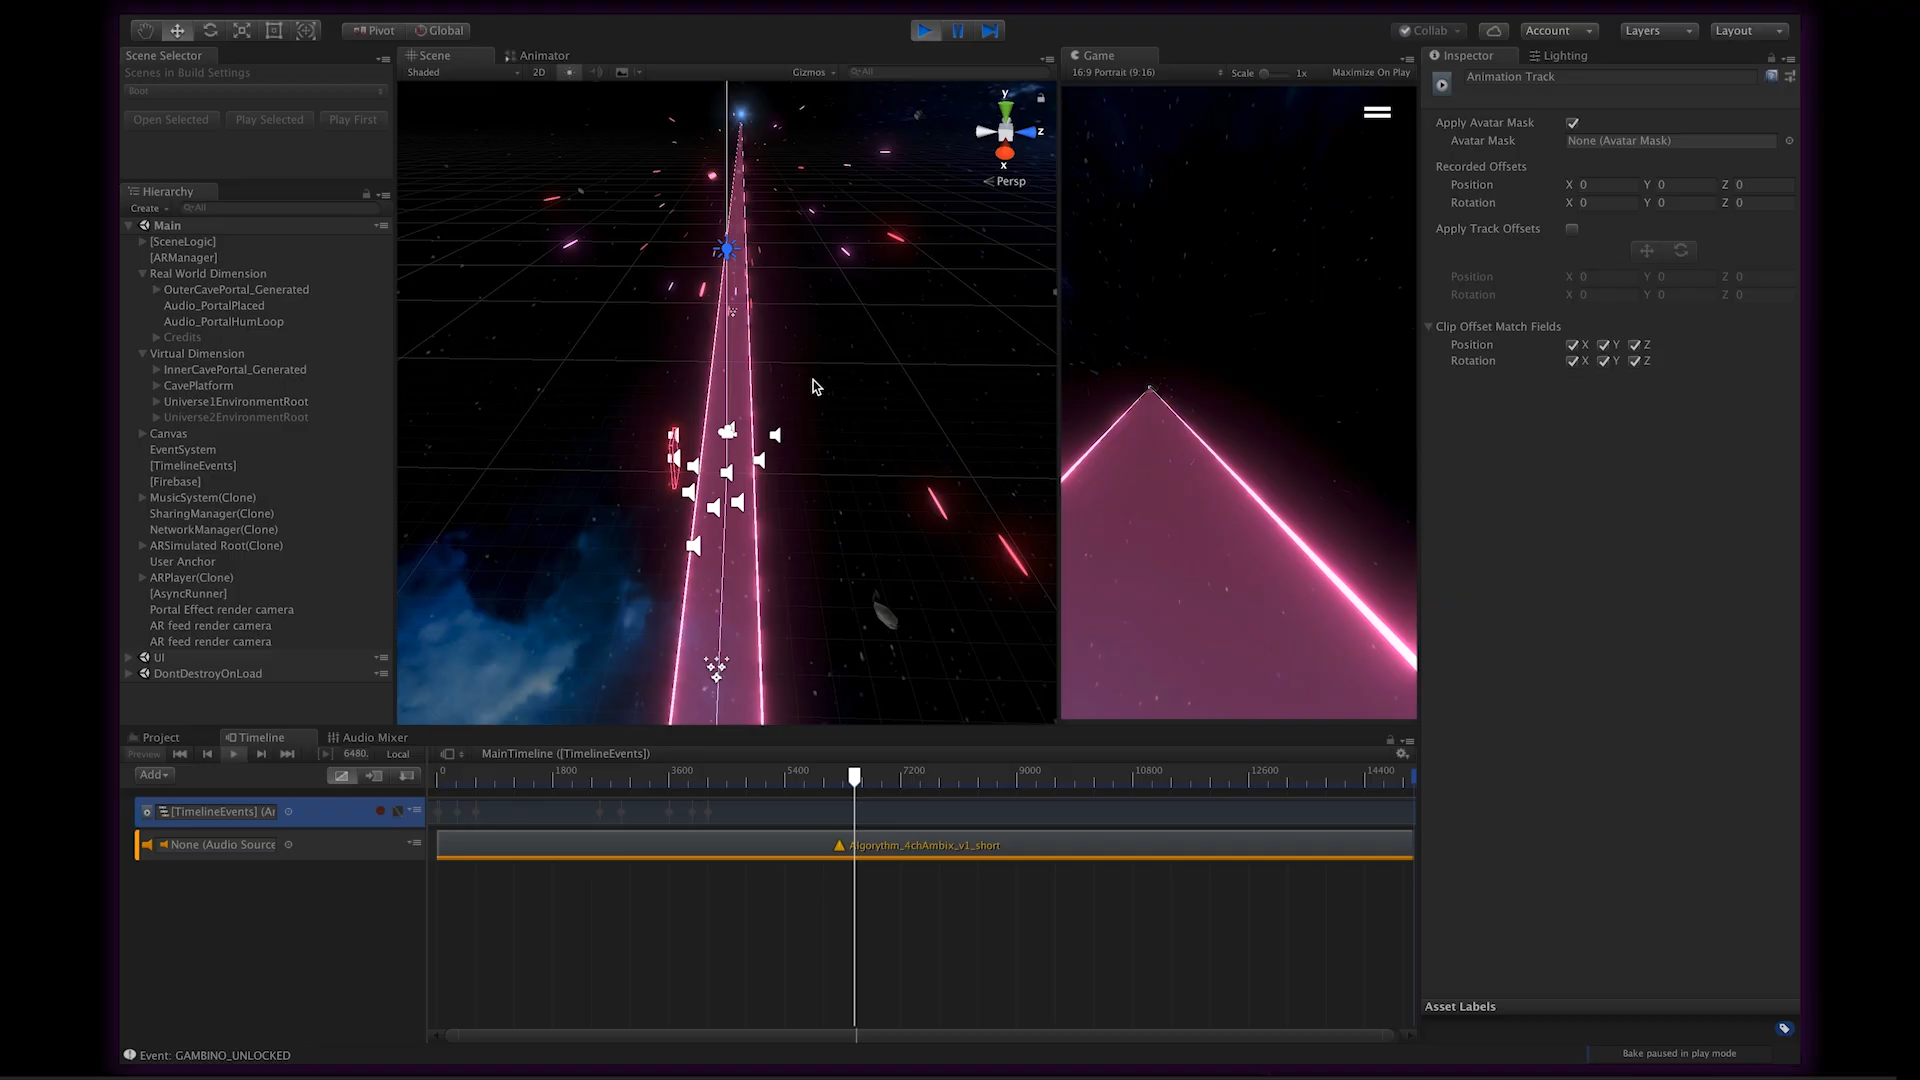 Pivot Global
Collab Account Layers Layout
Scene Selector
Scenes in Build Settings
Boot
Open Selected Play Selected Play First
Hierarchy
Create All
Main
[SceneLogic]
[ARManager]
Real World Dimension
OuterCavePortal_Generated
Audio_PortalPlaced
Audio_PortalHumLoop
Credits
Virtual Dimension
InnerCavePortal_Generated
CavePlatform
Universe1EnvironmentRoot
Universe2EnvironmentRoot
Canvas
EventSystem
[TimelineEvents]
[Firebase]
MusicSystem(Clone)
SharingManager(Clone)
NetworkManager(Clone)
ARSimulated Root(Clone)
User Anchor
ARPlayer(Clone)
[AsyncRunner]
Portal Effect render camera
AR feed render camera
AR feed render camera
UI
DontDestroyOnLoad
Scene Animator
Shaded 2D Gizmos All
y
z
x
Persp
Game
16:9 Portrait (9:16) Scale 1x Maximize On Play
Inspector Lighting
Animation Track
Apply Avatar Mask
Avatar Mask None (Avatar Mask)
Recorded Offsets
Position X 0 Y 0 Z 0
Rotation X 0 Y 0 Z 0
Apply Track Offsets
Position X 0 Y 0 Z 0
Rotation X 0 Y 0 Z 0
Clip Offset Match Fields
Position X Y Z
Rotation X Y Z
Asset Labels
Project Timeline Audio Mixer
Preview 6480. Local MainTimeline ([TimelineEvents])
Add 0 1800 3600 5400 7200 9000 10800 12600 14400
[TimelineEvents] (Ar
None (Audio Source Algorythm_4chAmbix_v1_short
Event: GAMBINO_UNLOCKED
Bake paused in play mode